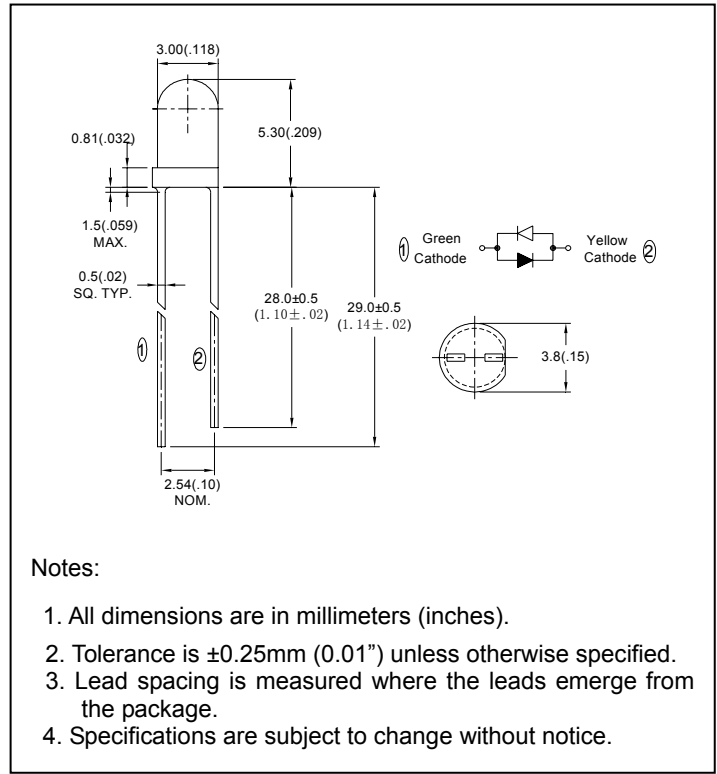 3.00(.118)
0.81(.032)
5.30(.209)
1.5(.059)
MAX.
0.5(.02)
SQ. TYP.
28.0±0.5
(1.10±.02)
29.0±0.5
(1.14±.02)
① Green
Cathode
Yellow
Cathode ②
3.8(.15)
①
②
2.54(.10)
NOM.
Notes:
1. All dimensions are in millimeters (inches).
2. Tolerance is ±0.25mm (0.01”) unless otherwise specified.
3. Lead spacing is measured where the leads emerge from
the package.
4. Specifications are subject to change without notice.